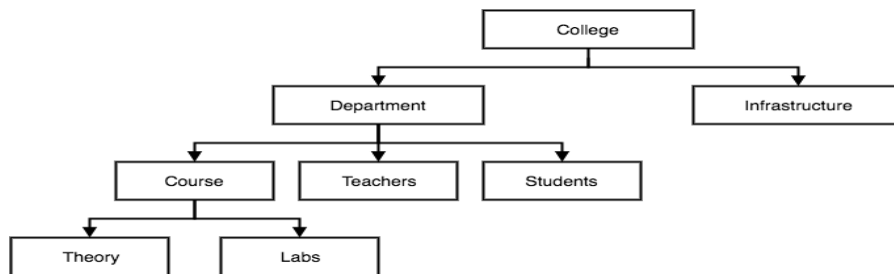 College
Department
Infrastructure
Course
Teachers
Students
Theory
Labs